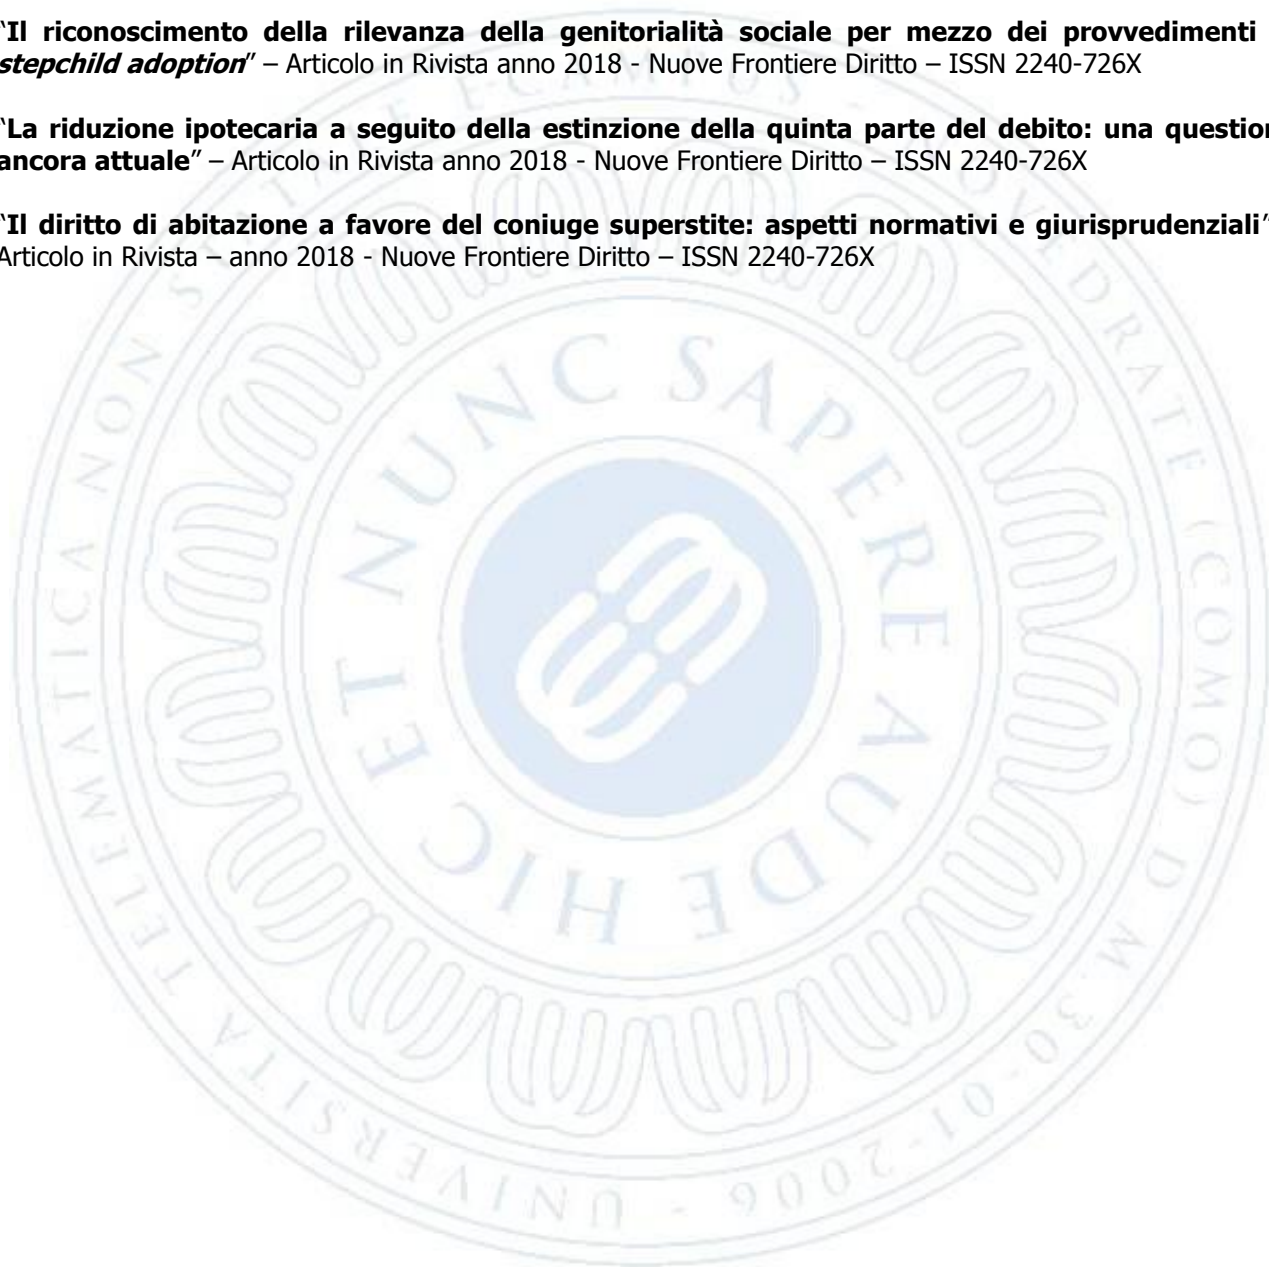 "Il riconoscimento della rilevanza della genitorialità sociale per mezzo dei provvedimenti
stepchild adoption" – Articolo in Rivista anno 2018 - Nuove Frontiere Diritto – ISSN 2240-726X
"La riduzione ipotecaria a seguito della estinzione della quinta parte del debito: una question
ancora attuale" – Articolo in Rivista anno 2018 - Nuove Frontiere Diritto – ISSN 2240-726X
"Il diritto di abitazione a favore del coniuge superstite: aspetti normativi e giurisprudenziali"
Articolo in Rivista – anno 2018 - Nuove Frontiere Diritto – ISSN 2240-726X
UNIVERSITÀ TELEMATICA NON STATALE ECAMPUS - NOVEDRATE (COMO) D.M. 30-01-2006 -
HIC ET NUNC SAPERE AUDE